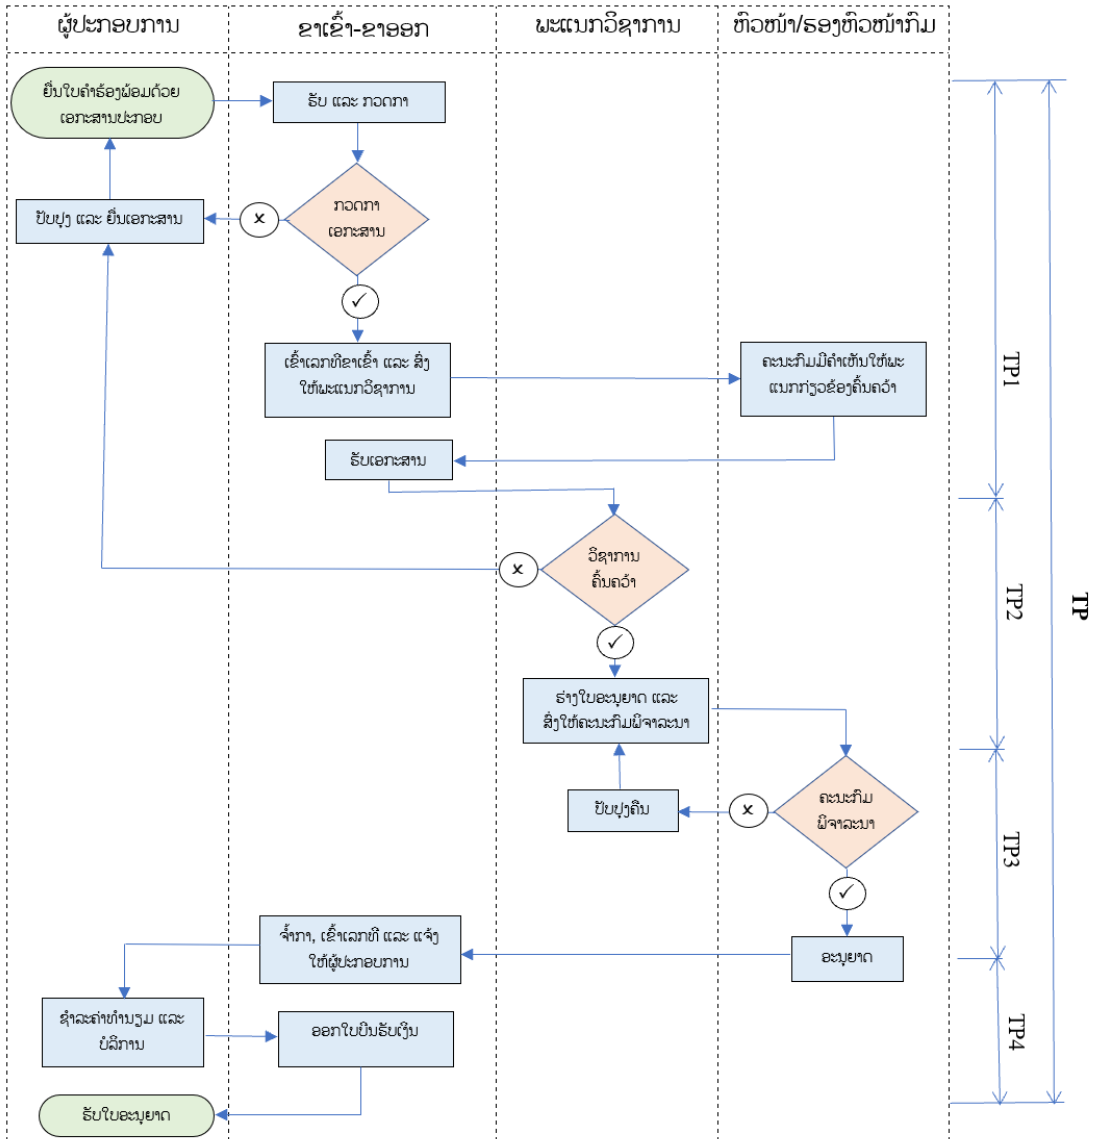 ຜູ້ປະກອບການ
ຂາເຂົ້າ-ຂາອອກ
ພະແນກວິຊາການ
ຫົວໜ້າ/ຮອງຫົວໜ້າກົມ
ຍື່ນໃບຄໍາຮ້ອງພ້ອມດ້ວຍ
ເອກະສານປະກອບ
ຮັບ ແລະ ກວດກາ
ກວດກາ
ເອກະສານ
ປັບປຸງ ແລະ ຍື່ນເອກະສານ
x
✓
ເຂົ້າເລກທີຂາເຂົ້າ ແລະ ສົ່ງ
ໃຫ້ພະແນກວິຊາການ
ຄະນະກົມມີຄໍາເຫັນໃຫ້ພະ
ແນກກ່ຽວຂ້ອງຄົ້ນຄວ້າ
TP1
ຮັບເອກະສານ
ວິຊາການ
ຄົ້ນຄວ້າ
x
✓
TP2
TP
ຮ່າງໃບອະນຸຍາດ ແລະ
ສົ່ງໃຫ້ຄະນະກົມພິຈາລະນາ
ປັບປຸງຄືນ
x
ຄະນະກົມ
ພິຈາລະນາ
✓
TP3
ຈໍ້າກາ, ເຂົ້າເລກທີ ແລະ ແຈ້ງ
ໃຫ້ຜູ້ປະກອບການ
ອະນຸຍາດ
ຊໍາລະຄ່າທໍານຽມ ແລະ
ບໍລິການ
ອອກໃບບິນຮັບເງິນ
TP4
ຮັບໃບອະນຸຍາດ